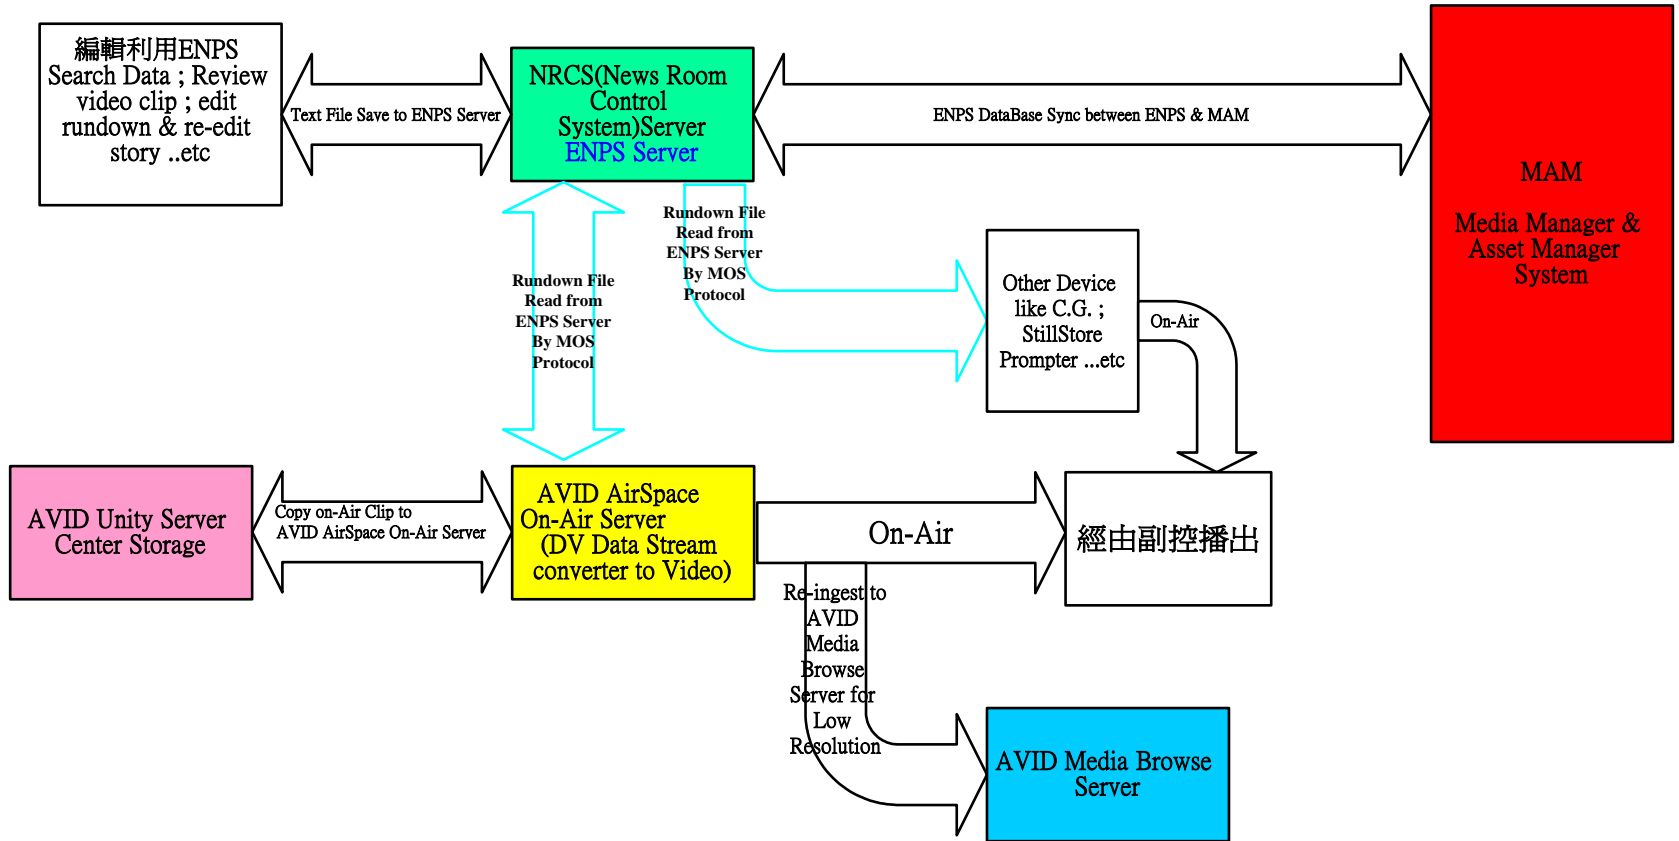 編輯利用ENPS
Search Data ; Review
video clip ; edit
rundown & re-edit
story ..etc
Text File Save to ENPS Server
NRCS(News Room
Control
System)Server
ENPS Server
ENPS DataBase Sync between ENPS & MAM
MAM
Media Manager &
Asset Manager
System
Rundown File
Read from
ENPS Server
By MOS
Protocol
Rundown File
Read from
ENPS Server
By MOS
Protocol
Other Device
like C.G. ;
StillStore
Prompter ...etc
On-Air
AVID Unity Server
Center Storage
Copy on-Air Clip to
AVID AirSpace On-Air Server
AVID AirSpace
On-Air Server
(DV Data Stream
converter to Video)
On-Air
經由副控播出
Re-ingest to
AVID
Media
Browse
Server for
Low
Resolution
AVID Media Browse
Server